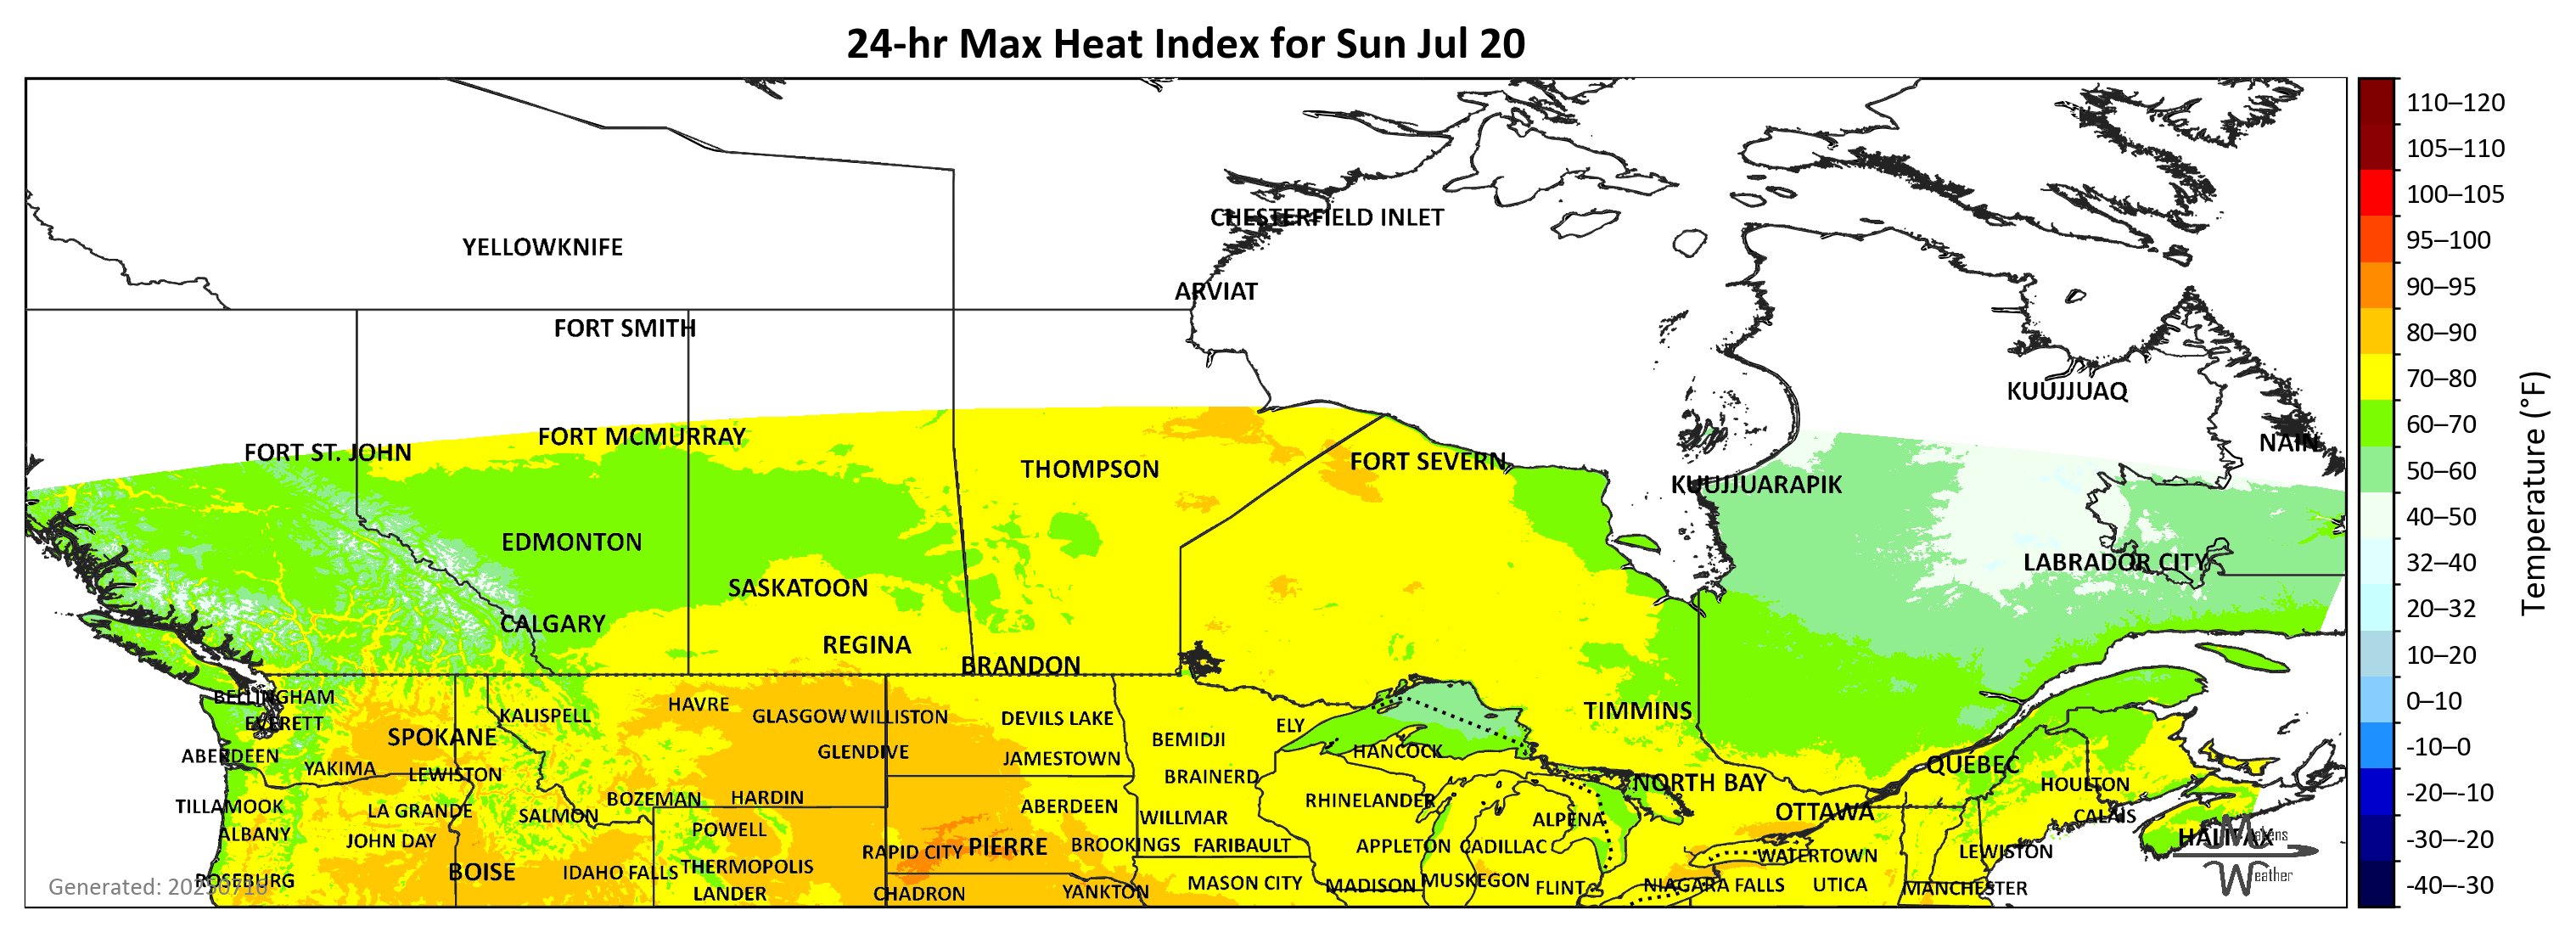 24-hr Max Heat Index for Sun Jul 20
110–120
105–110
CHESTERFIELD INLET
100–105
YELLOWKNIFE
95–100
ARVIAT
90–95
FORT SMITH
80–90
KUUJJUAQ
70–80
FORT ST. JOHN
FORT MCMURRAY
THOMPSON
FORT SEVERN
NAIN
60–70
KUUJJUARAPIK
50–60
EDMONTON
40–50
LABRADOR CITY
32–40
CALGARY
SASKATOON
20–32
REGINA
BRANDON
10–20
Temperature (°F)
BELLINGHAM
HAVRE
0–10
EVERETT
KALISPELL
GLASGOW
WILLISTON
DEVILS LAKE
ELY
TIMMINS
SPOKANE
GLENDIVE
BEMIDJI
HANCOCK
-10–0
ABERDEEN
YAKIMA
LEWISTON
JAMESTOWN
BRAINERD
NORTH BAY
QUÉBEC
HOULTON
-20–-10
TILLAMOOK
LA GRANDE
SALMON
BOZEMAN
HARDIN
ABERDEEN
WILLMAR
RHINELANDER
ALPENA
OTTAWA
CALAIS
ALBANY
JOHN DAY
POWELL
RAPID CITY
PIERRE
BROOKINGS
FARIBAULT
APPLETON
CADILLAC
WATERTOWN
LEWISTON
HALIFAX
Makens
Weather
-30–-20
ROSEBURG
BOISE
IDAHO FALLS
THERMOPOLIS
LANDER
CHADRON
YANKTON
MASON CITY
MADISON
MUSKEGON
FLINT
NIAGARA FALLS
UTICA
MANCHESTER
-40–-30
Generated: 20250716